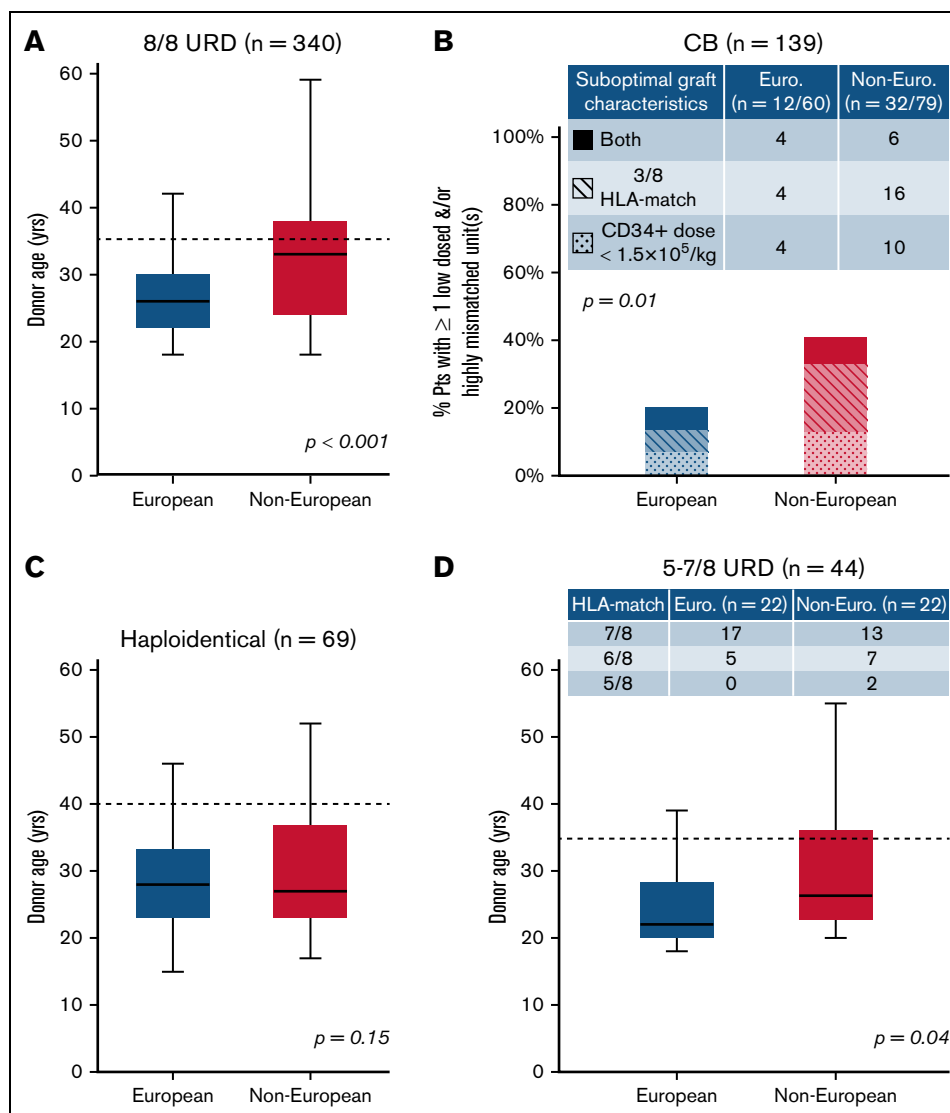 A
8/8 URD (n = 340)
Donor age (yrs)
60
50
40
30
20
10
0
p < 0.001
European
Non-European
B
CB (n = 139)
Suboptimal graft characteristics
Euro. (n = 12/60)
Non-Euro. (n = 32/79)
Both
4
6
3/8 HLA-match
4
16
CD34+ dose < 1.5×10⁵/kg
4
10
% Pts with ≥ 1 low dosed &/or
highly mismatched unit(s)
100%
80%
60%
40%
20%
0%
p = 0.01
European
Non-European
C
Haploidentical (n = 69)
Donor age (yrs)
60
50
40
30
20
10
0
p = 0.15
European
Non-European
D
5-7/8 URD (n = 44)
HLA-match
Euro. (n = 22)
Non-Euro. (n = 22)
7/8
17
13
6/8
5
7
5/8
0
2
Donor age (yrs)
60
50
40
30
20
10
0
p = 0.04
European
Non-European